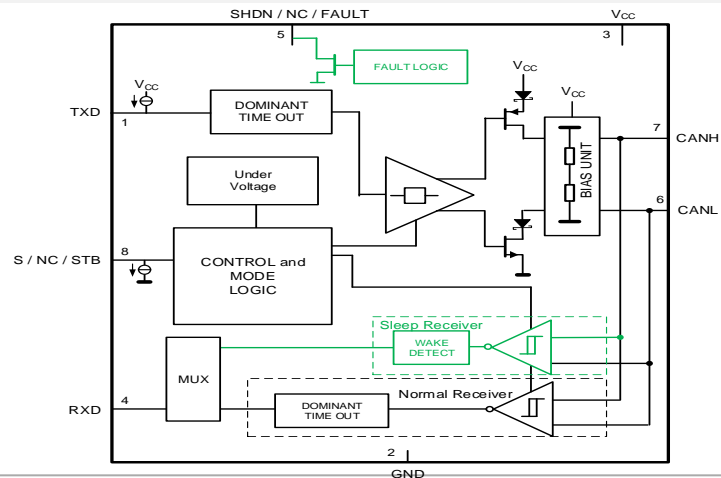 SHDN / NC / FAULT
VCC
5
3
FAULT LOGIC
VCC
VCC
VCC
TXD
1
DOMINANT
TIME OUT
7
CANH
BIAS UNIT
Under
Voltage
6
CANL
S / NC / STB
8
CONTROL and
MODE
LOGIC
Sleep Receiver
WAKE
DETECT
MUX
Normal Receiver
RXD
4
DOMINANT
TIME OUT
2
GND